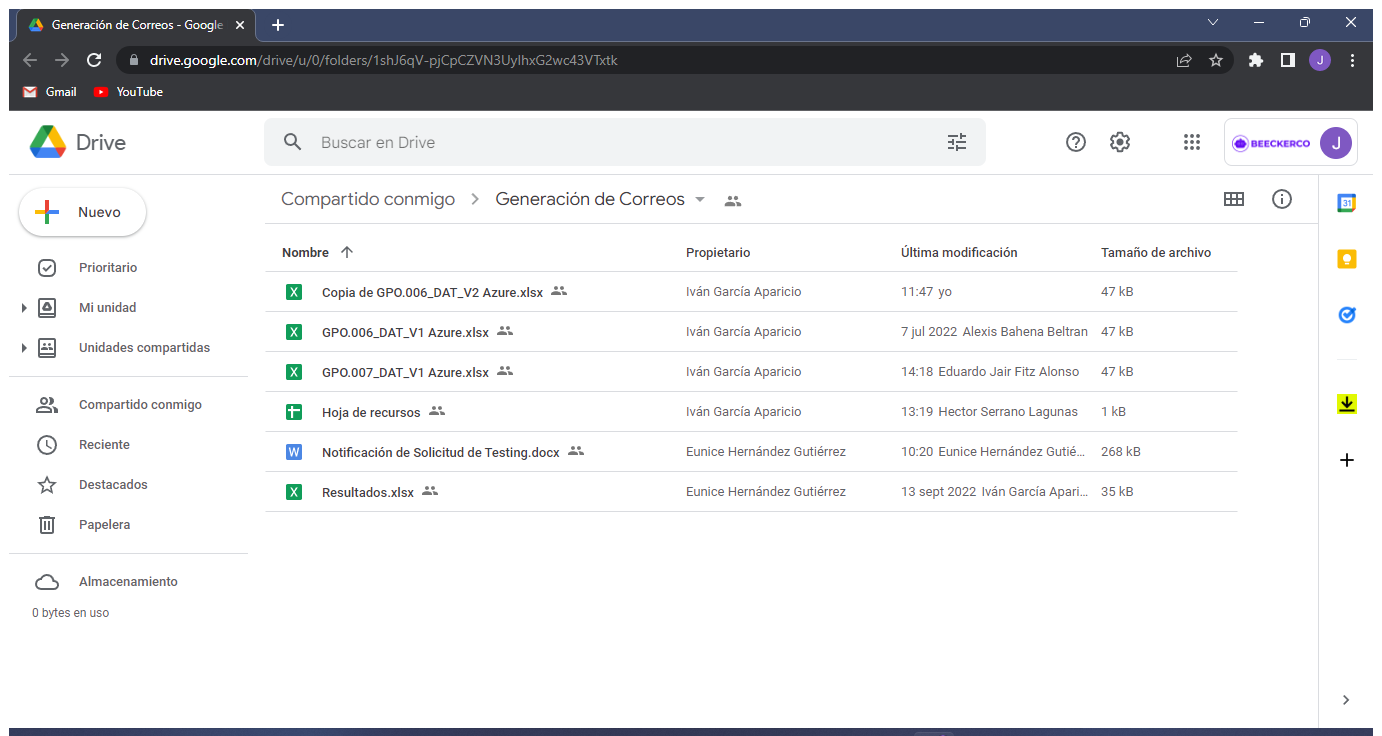 Generación de Correos - Google
drive.google.com/drive/u/0/folders/1shJ6qV-pjCpCZVN3UylhxG2wc43VTxtk
J
Gmail YouTube
Drive
Buscar en Drive
BEECKERCO J
Nuevo
Compartido conmigo > Generación de Correos
31
Nombre Propietario Última modificación Tamaño de archivo
Prioritario
Mi unidad
Unidades compartidas
Compartido conmigo
Reciente
Destacados
Papelera
Almacenamiento
0 bytes en uso
X Copia de GPO.006_DAT_V2 Azure.xlsx Iván García Aparicio 11:47 yo 47 kB
X GPO.006_DAT_V1 Azure.xlsx Iván García Aparicio 7 jul 2022 Alexis Bahena Beltran 47 kB
X GPO.007_DAT_V1 Azure.xlsx Iván García Aparicio 14:18 Eduardo Jair Fitz Alonso 47 kB
Hoja de recursos Iván García Aparicio 13:19 Hector Serrano Lagunas 1 kB
W Notificación de Solicitud de Testing.docx Eunice Hernández Gutiérrez 10:20 Eunice Hernández Gutié... 268 kB
X Resultados.xlsx Eunice Hernández Gutiérrez 13 sept 2022 Iván García Apari... 35 kB